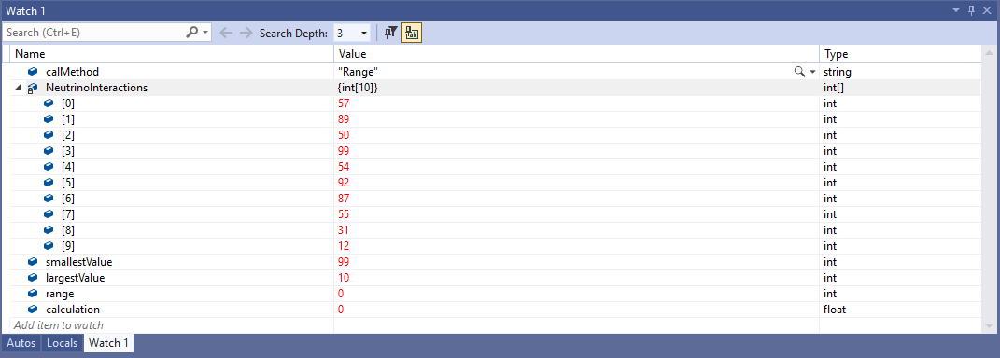 Watch 1
Search (Ctrl+E) Search Depth: 3
Name Value Type
calMethod "Range" string
NeutrinoInteractions {int[10]} int[]
[0] 57 int
[1] 89 int
[2] 50 int
[3] 99 int
[4] 54 int
[5] 92 int
[6] 87 int
[7] 55 int
[8] 31 int
[9] 12 int
smallestValue 99 int
largestValue 10 int
range 0 int
calculation 0 float
Add item to watch
Autos Locals Watch 1